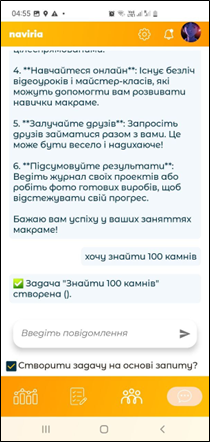 04:55
naviria
цілеспрямованими.
4. **Навчайтеся онлайн**: Існує безліч
відеоуроків і майстер-класів, які
можуть допомогти вам розвивати
навички макраме.
5. **Залучайте друзів**: Запросіть
друзів займатися разом з вами. Це
може бути весело і надихаюче!
6. **Підсумовуйте результати**:
Ведіть журнал своїх проектів або
робіть фото готових виробів, щоб
відстежувати свій прогрес.
Бажаю вам успіху у ваших заняттях
макраме!
хочу знайти 100 камнів
✅ Задача "Знайти 100 камнів"
створена ().
Введіть повідомлення
Створити задачу на основі запиту?